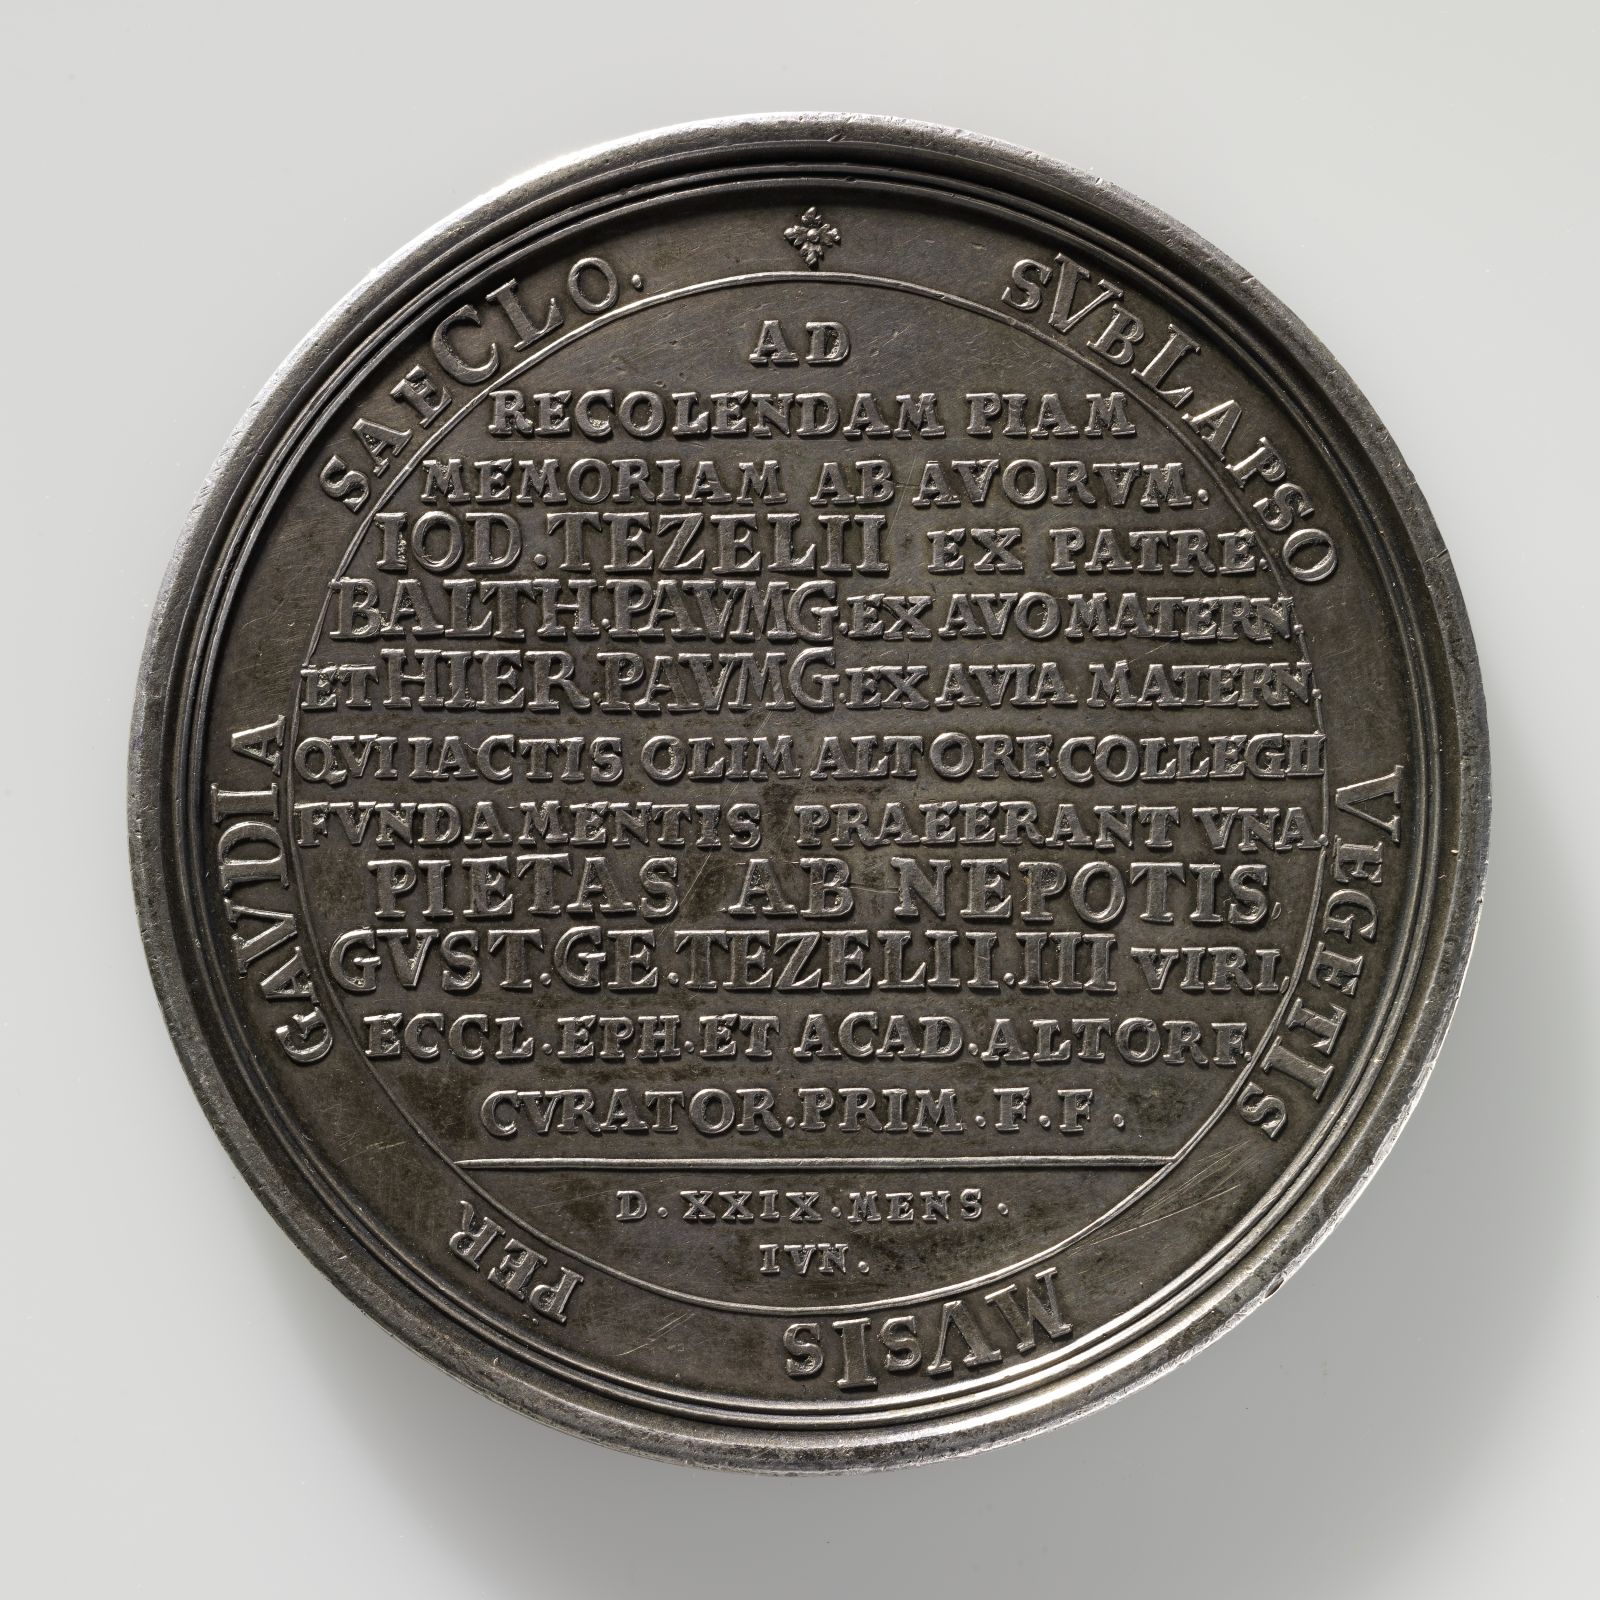 SVBLAPSO VEGETIS MVSIS PER GAVDIA SAECLO.
AD
RECOLENDAM PIAM
MEMORIAM AB AVORVM.
IOD.TEZELII EX PATRE.
BALTH.PAVMG.EX AVO MATERN.
ET HIER.PAVMG.EX AVIA MATERN.
QVI IACTIS OLIM ALTORF.COLLEGII
FVNDAMENTIS PRAEERANT VNA.
PIETAS AB NEPOTIS.
GVST.GE.TEZELII.III VIRI.
ECCL.EPH.ET ACAD.ALTORF.
CVRATOR.PRIM.F.F.
D.XXIX.MENS.
IVN.